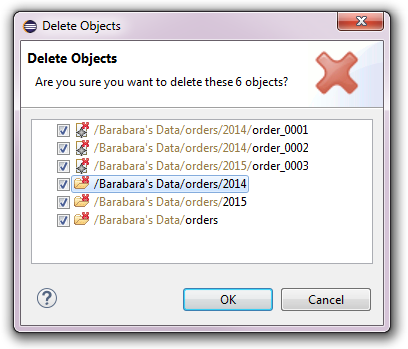 Delete Objects
Delete Objects
Are you sure you want to delete these 6 objects?
/Barabara's Data/orders/2014/order_0001
/Barabara's Data/orders/2014/order_0002
/Barabara's Data/orders/2015/order_0003
/Barabara's Data/orders/2014
/Barabara's Data/orders/2015
/Barabara's Data/orders
OK
Cancel